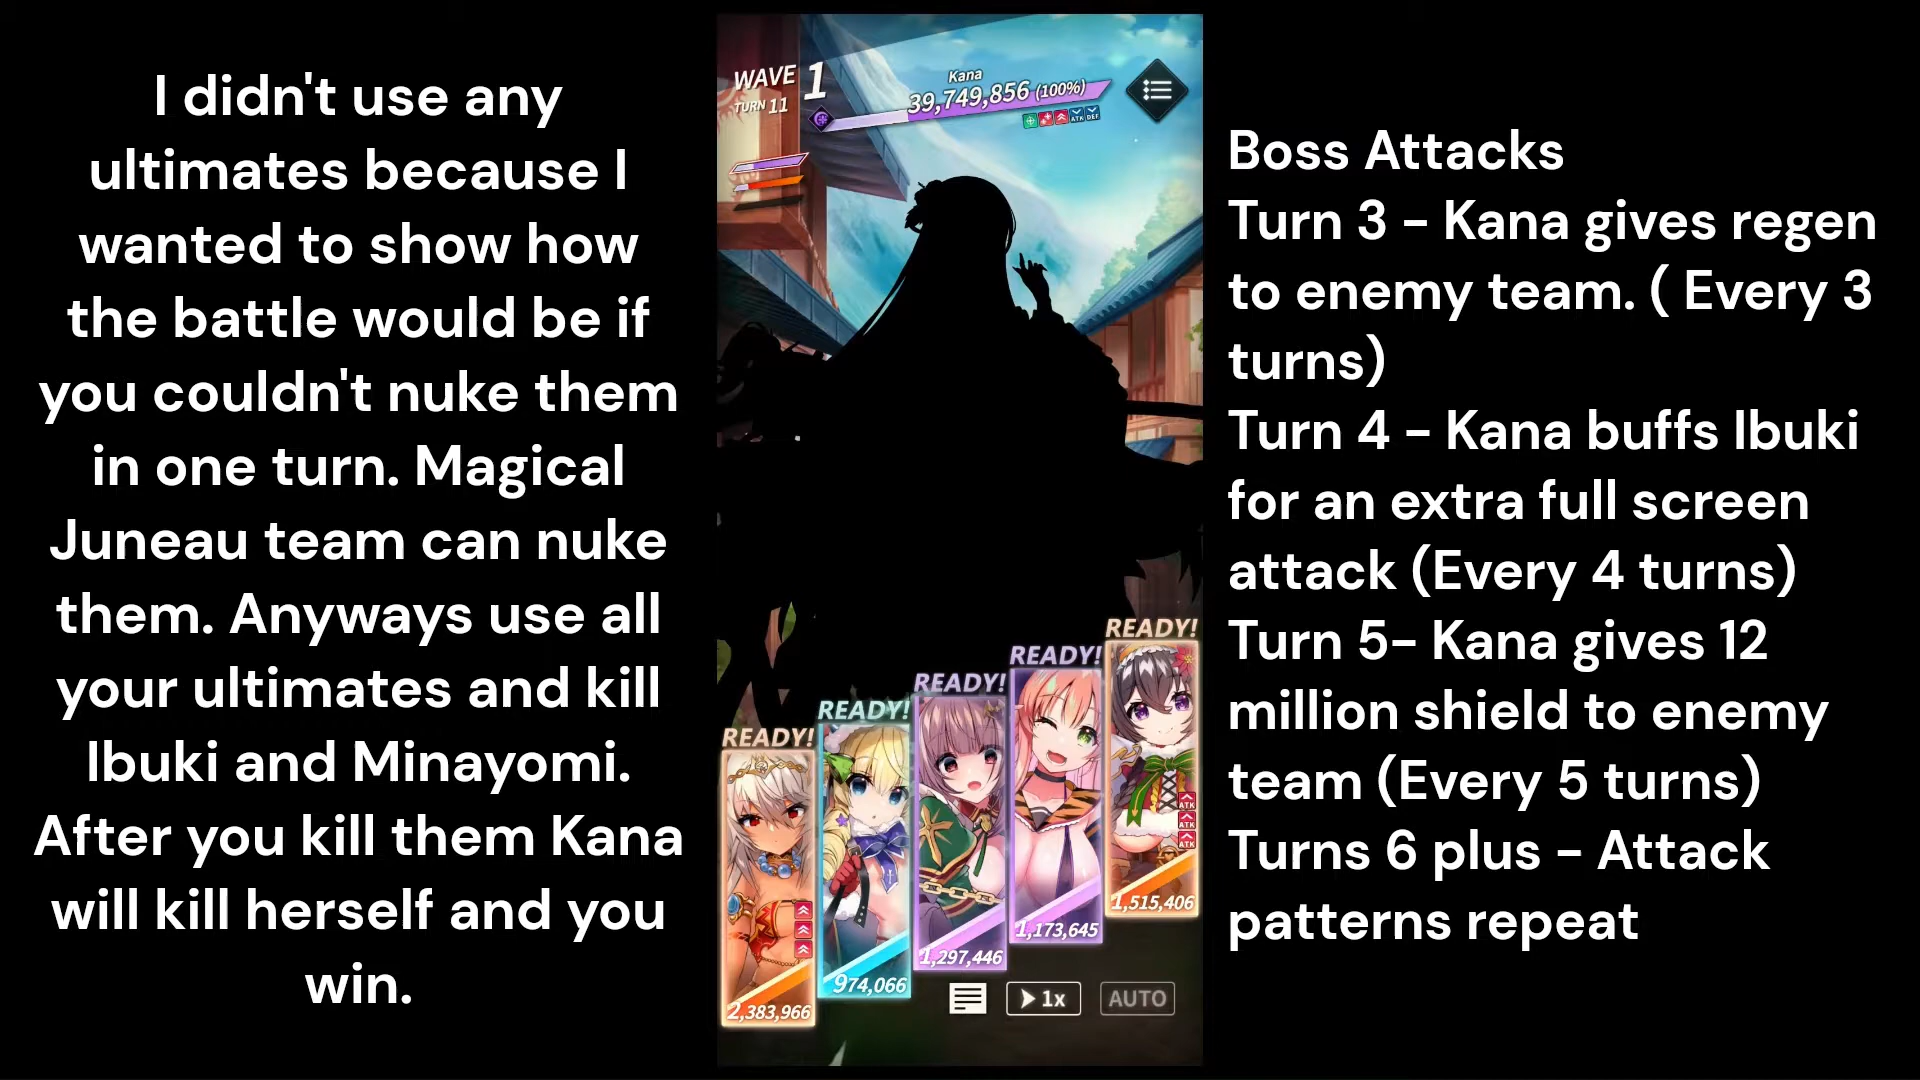 I didn't use any
ultimates because I
wanted to show how
the battle would be if
you couldn't nuke them
in one turn. Magical
Juneau team can nuke
them. Anyways use all
your ultimates and kill
Ibuki and Minayomi.
After you kill them Kana
will kill herself and you
win.
WAVE 1
TURN 11
Kana
39,749,856 (100%)
ATK DEF
READY!
READY!
READY!
READY!
READY!
ATK
ATK
ATK
1,515,406
1,173,645
1,297,446
974,066
2,383,966
1x
AUTO
Boss Attacks
Turn 3 - Kana gives regen
to enemy team. ( Every 3
turns)
Turn 4 - Kana buffs Ibuki
for an extra full screen
attack (Every 4 turns)
Turn 5- Kana gives 12
million shield to enemy
team (Every 5 turns)
Turns 6 plus - Attack
patterns repeat